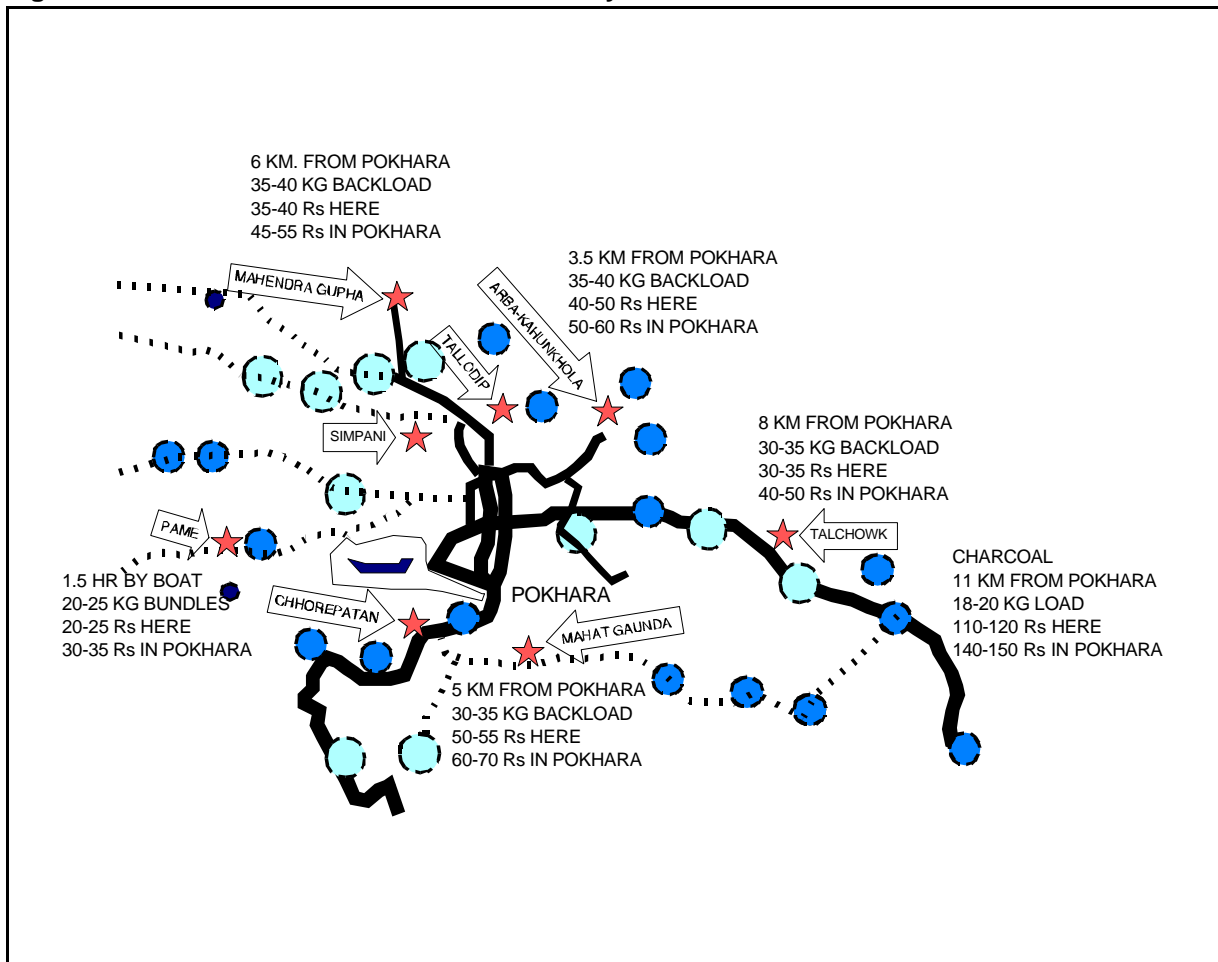 6 KM. FROM POKHARA
35-40 KG BACKLOAD
35-40 Rs HERE
45-55 Rs IN POKHARA
MAHENDRA GUPHA
3.5 KM FROM POKHARA
35-40 KG BACKLOAD
40-50 Rs HERE
50-60 Rs IN POKHARA
ARBA-KAHUNKHOLA
TALLODIP
SIMPANI
8 KM FROM POKHARA
30-35 KG BACKLOAD
30-35 Rs HERE
40-50 Rs IN POKHARA
TALCHOWK
PAME
1.5 HR BY BOAT
20-25 KG BUNDLES
20-25 Rs HERE
30-35 Rs IN POKHARA
CHHOREPATAN
POKHARA
MAHAT GAUNDA
5 KM FROM POKHARA
30-35 KG BACKLOAD
50-55 Rs HERE
60-70 Rs IN POKHARA
CHARCOAL
11 KM FROM POKHARA
18-20 KG LOAD
110-120 Rs HERE
140-150 Rs IN POKHARA